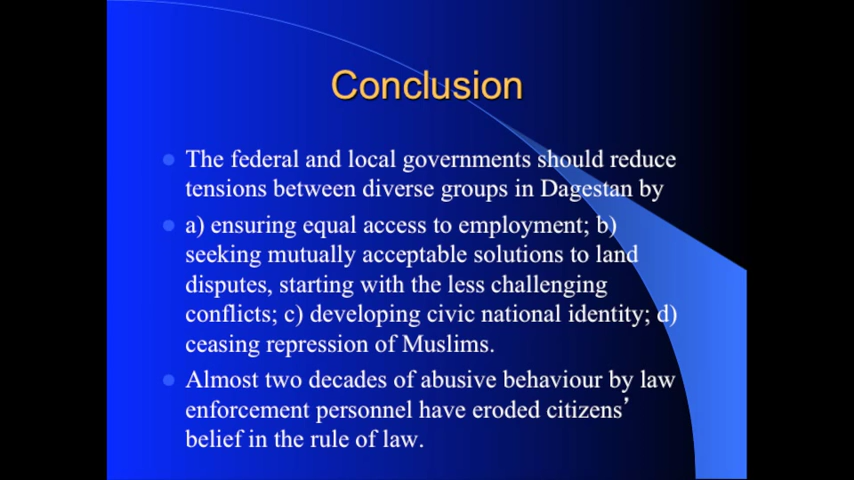 Conclusion
The federal and local governments should reduce
tensions between diverse groups in Dagestan by
a) ensuring equal access to employment; b)
seeking mutually acceptable solutions to land
disputes, starting with the less challenging
conflicts; c) developing civic national identity; d)
ceasing repression of Muslims.
Almost two decades of abusive behaviour by law
enforcement personnel have eroded citizens’
belief in the rule of law.